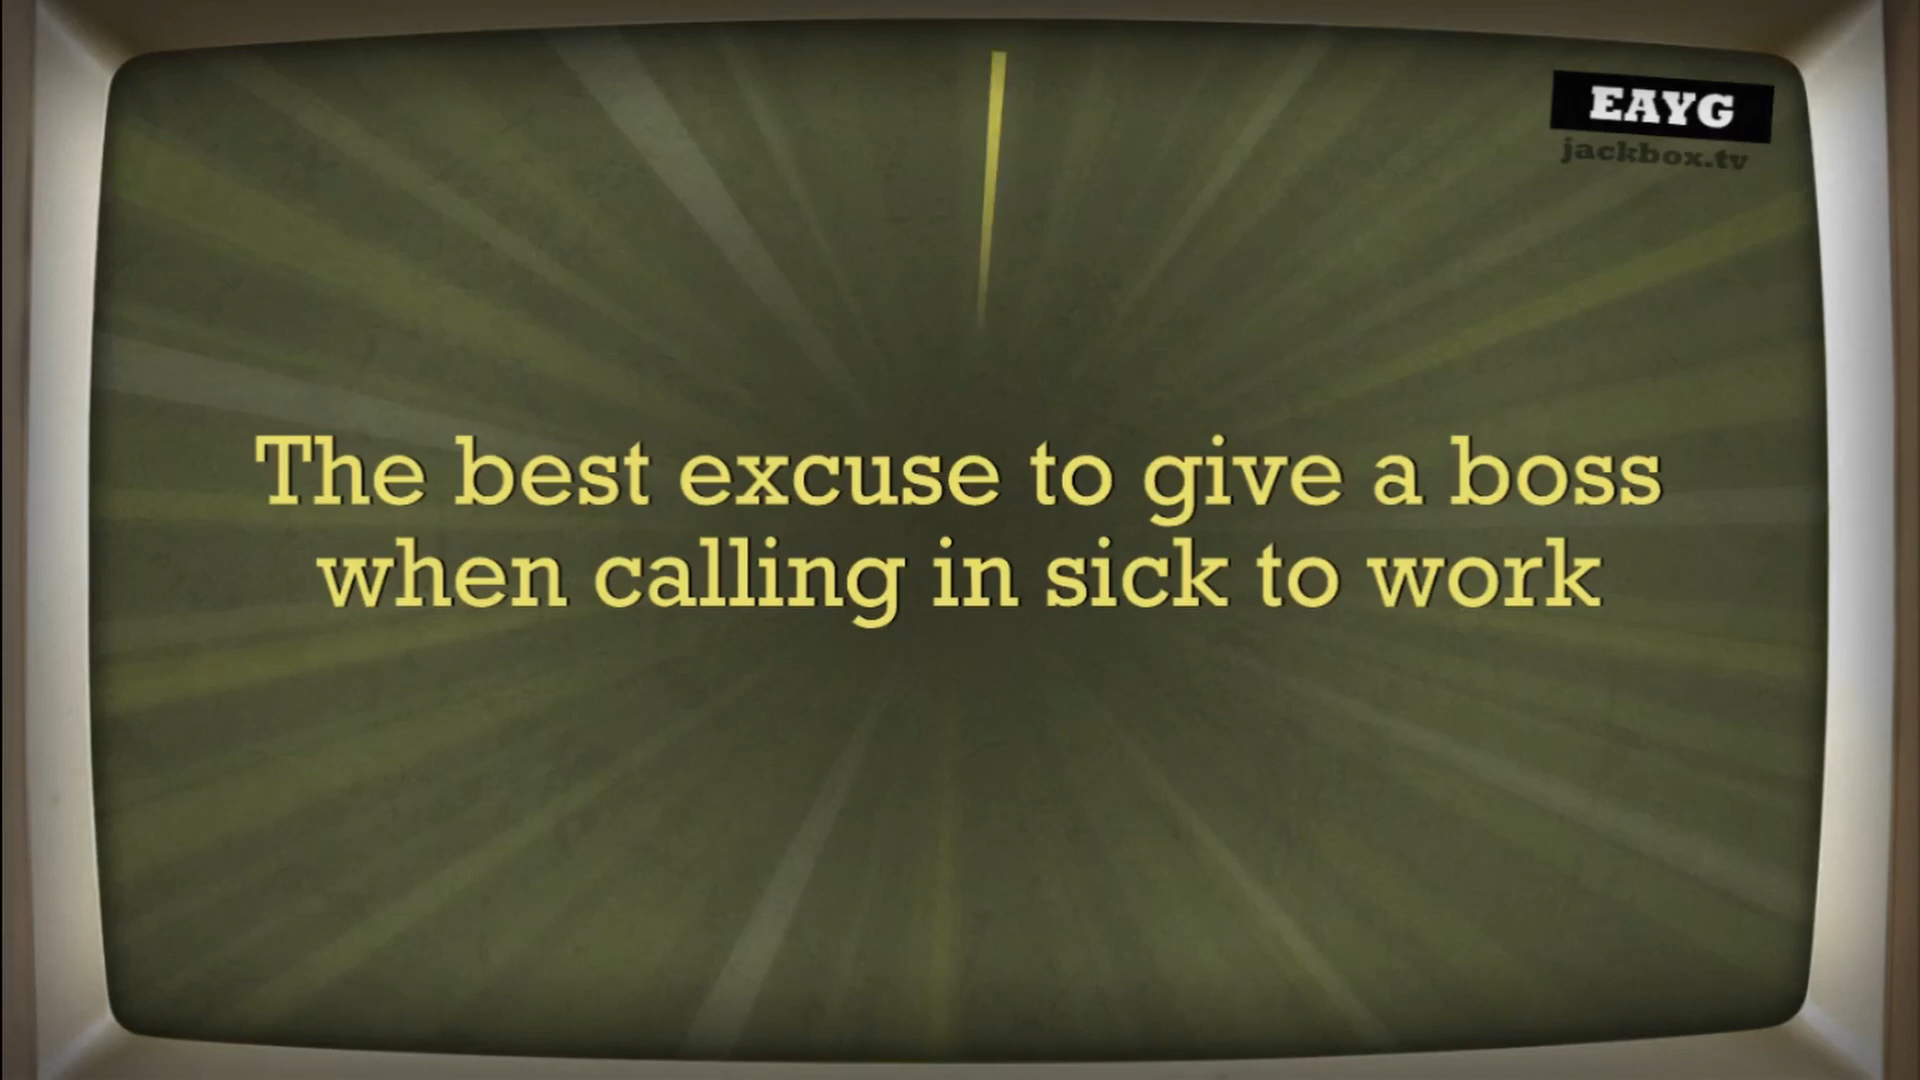 EAYG
jackbox.tv
The best excuse to give a boss
when calling in sick to work